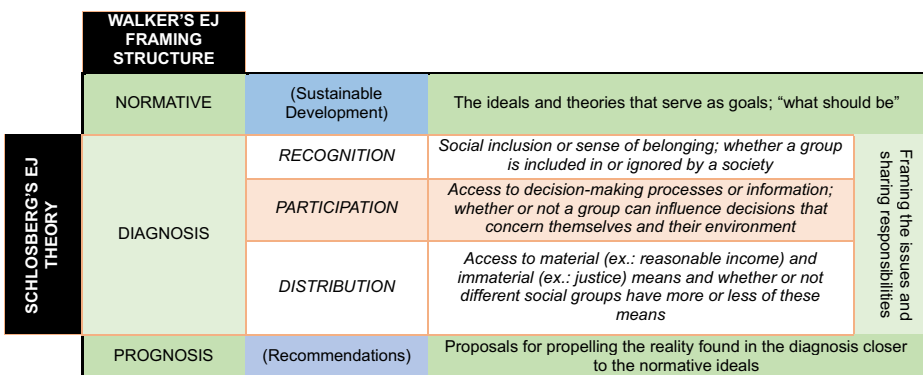 WALKER'S EJ
FRAMING
STRUCTURE
NORMATIVE
(Sustainable
Development)
The ideals and theories that serve as goals; “what should be”
SCHLOSBERG'S EJ
THEORY
DIAGNOSIS
RECOGNITION
Social inclusion or sense of belonging; whether a group
is included in or ignored by a society
PARTICIPATION
Access to decision-making processes or information;
whether or not a group can influence decisions that
concern themselves and their environment
DISTRIBUTION
Access to material (ex.: reasonable income) and
immaterial (ex.: justice) means and whether or not
different social groups have more or less of these
means
Framing the issues and
sharing responsibilities
PROGNOSIS
(Recommendations)
Proposals for propelling the reality found in the diagnosis closer
to the normative ideals